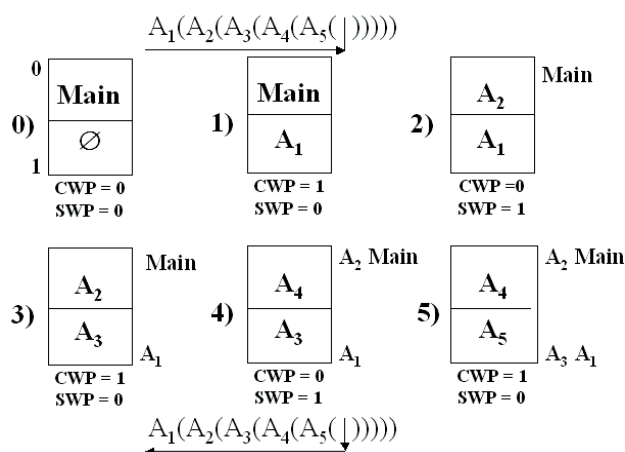 A₁(A₂(A₃(A₄(A₅( )))))
0
Main
0)
∅
1
CWP = 0
SWP = 0
1)
Main
A₁
CWP = 1
SWP = 0
2)
A₂
Main
A₁
CWP =0
SWP = 1
3)
A₂
Main
A₃
A₁
CWP = 1
SWP = 0
4)
A₄
A₂ Main
A₃
A₁
CWP = 0
SWP = 1
5)
A₄
A₂ Main
A₅
A₃ A₁
CWP = 1
SWP = 0
A₁(A₂(A₃(A₄(A₅( )))))